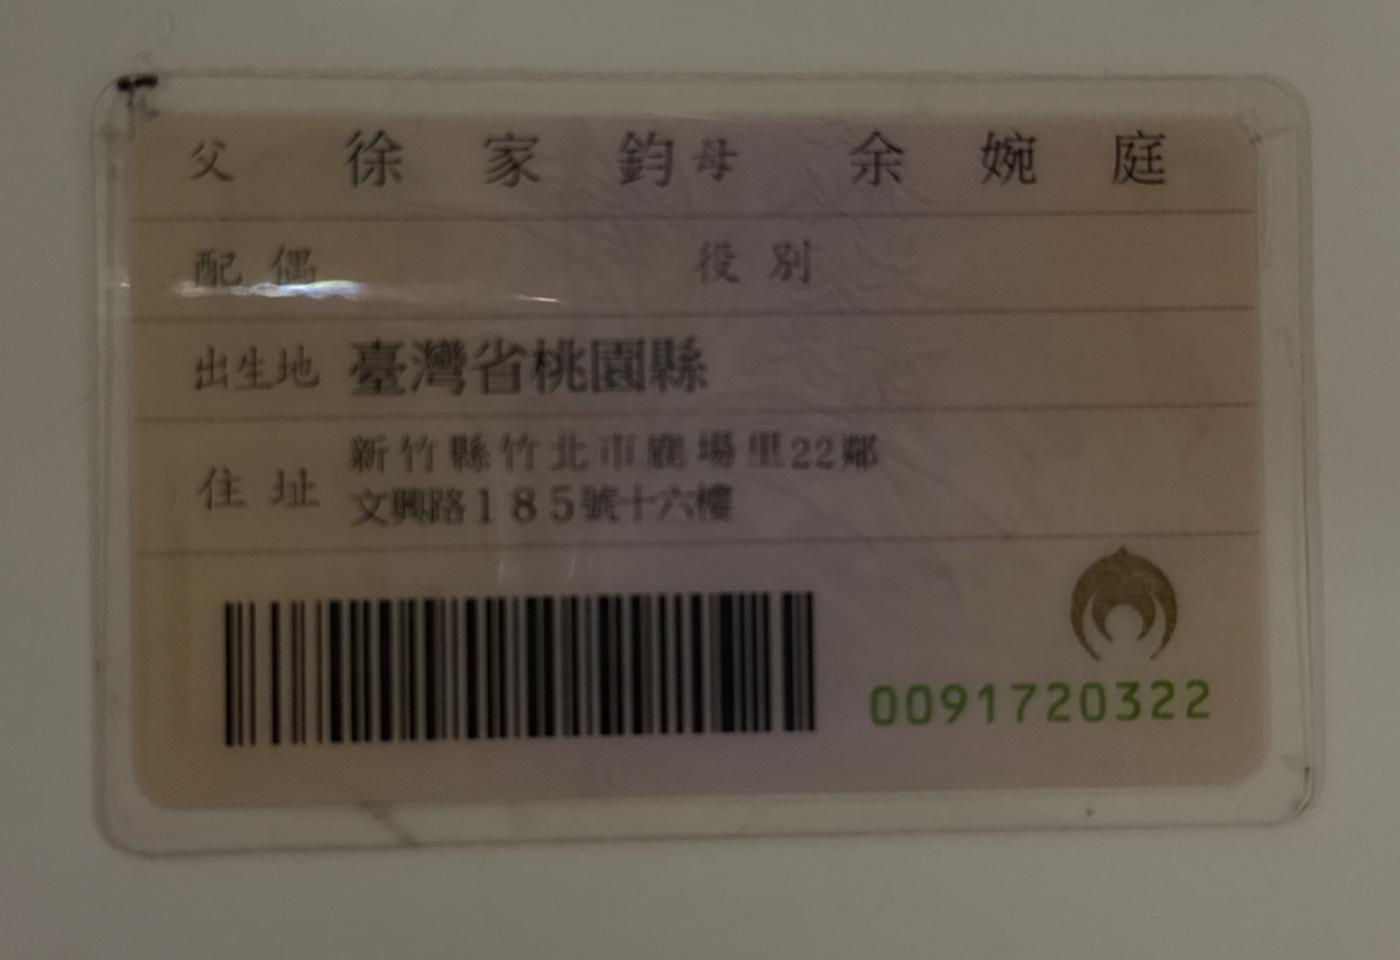 父 徐家鈞 母 余婉庭
配偶 役別
出生地 臺灣省桃園縣
住址 新竹縣竹北市鹿場里22鄰
文興路185號十六樓
0091720322